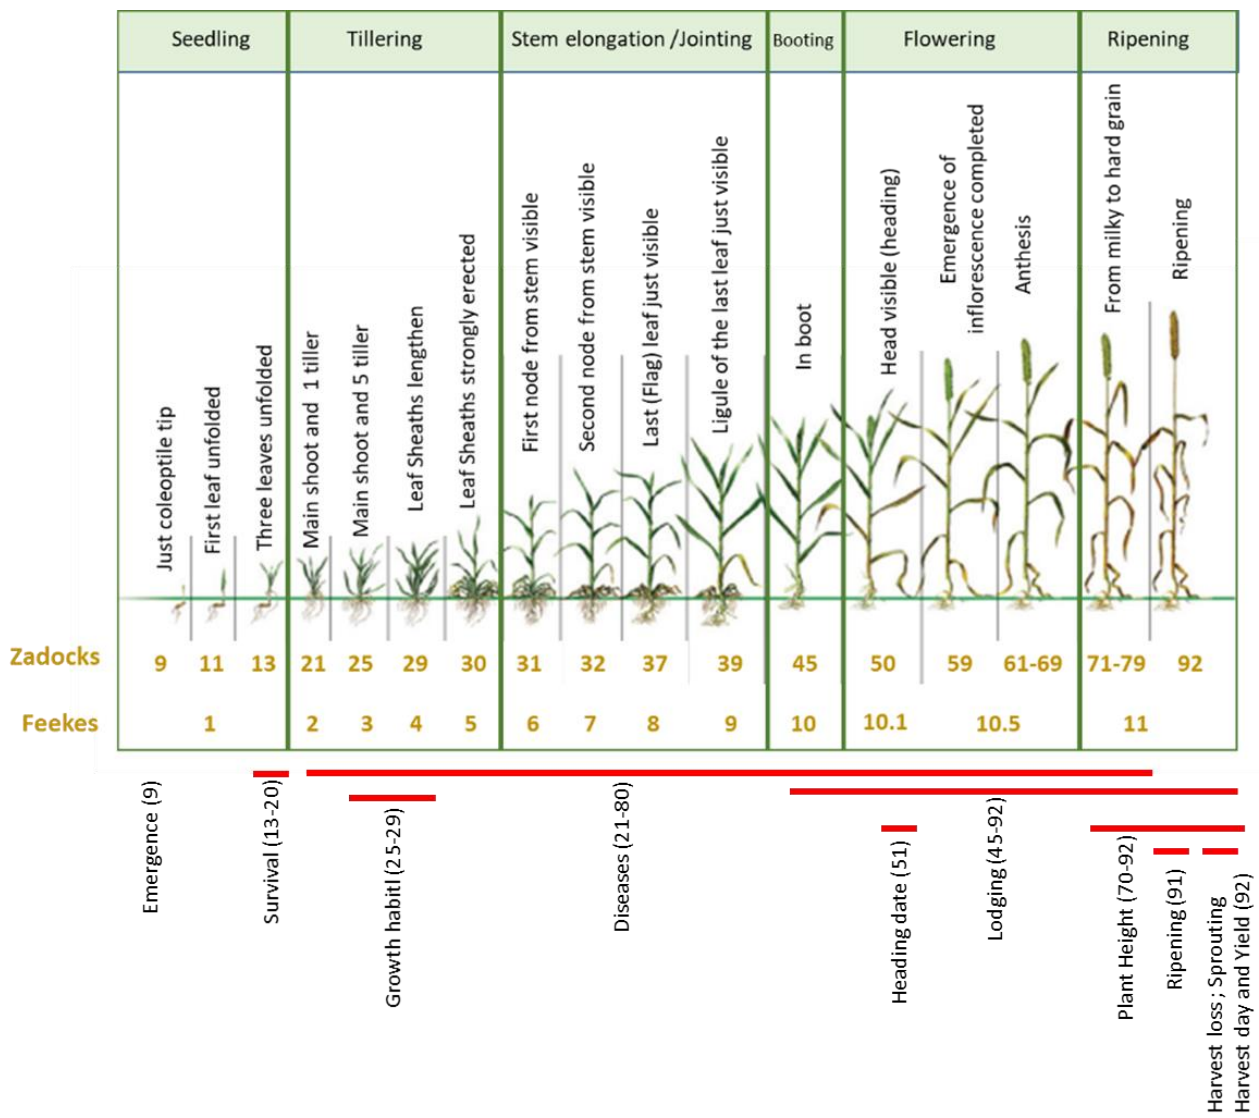 Seedling
Tillering
Stem elongation /Jointing
Booting
Flowering
Ripening
Just coleoptile tip
First leaf unfolded
Three leaves unfolded
Main shoot and 1 tiller
Main shoot and 5 tiller
Leaf Sheaths lengthen
Leaf Sheaths strongly erected
First node from stem visible
Second node from stem visible
Last (Flag) leaf just visible
Ligule of the last leaf just visible
In boot
Head visible (heading)
Emergence of
inflorescence completed
Anthesis
From milky to hard grain
Ripening
Zadocks 9 11 13 21 25 29 30 31 32 37 39 45 50 59 61-69 71-79 92
Feekes 1 2 3 4 5 6 7 8 9 10 10.1 10.5 11
Emergence (9)
Survival (13-20)
Growth habitl (25-29)
Diseases (21-80)
Heading date (51)
Lodging (45-92)
Plant Height (70-92)
Ripening (91)
Harvest loss ; Sprouting
Harvest day and Yield (92)